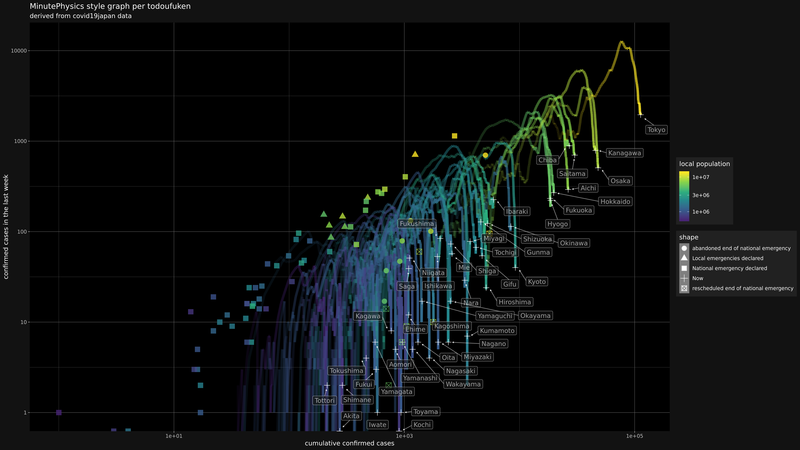 MinutePhysics style graph per todoufuken
derived from covid19japan data
confirmed cases in the last week
10000
1000
100
10
1
1e+01
1e+03
1e+05
cumulative confirmed cases
Tokyo
Kanagawa
Chiba
Saitama
Osaka
Aichi
Hokkaido
Fukuoka
Hyogo
Ibaraki
Fukushima
Miyagi
Shizuoka
Okinawa
Tochigi
Gunma
Mie
Shiga
Niigata
Kyoto
Saga
Ishikawa
Gifu
Nara
Hiroshima
Kagawa
Yamaguchi
Okayama
Ehime
Kagoshima
Kumamoto
Nagano
Oita
Miyazaki
Aomori
Tokushima
Nagasaki
Yamanashi
Fukui
Wakayama
Yamagata
Tottori
Shimane
Toyama
Akita
Iwate
Kochi
local population
1e+07
3e+06
1e+06
shape
abandoned end of national emergency
Local emergencies declared
National emergency declared
Now
rescheduled end of national emergency